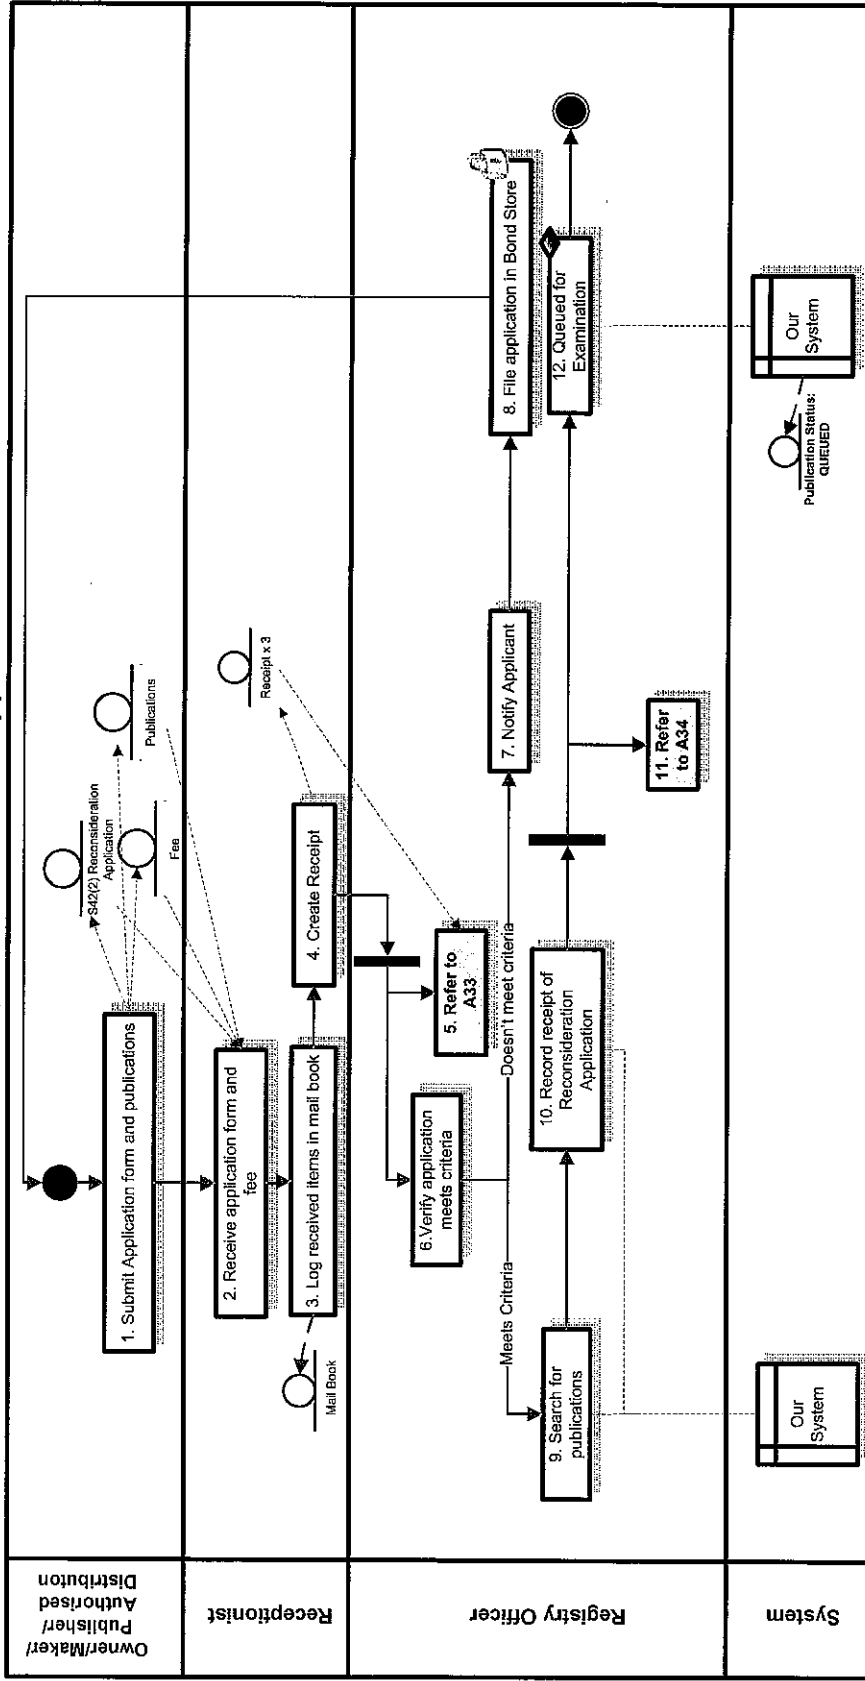 Owner/Maker/
Publisher/
Authorised
Distributon
Receptionist
Registry Officer
System
1. Submit Application form and publications
S42(2) Reconsideration
Application
Fee
Publications
2. Receive application form and
fee
3. Log received items in mail book
Mail Book
4. Create Receipt
Receipt x 3
5. Refer to
A33
6.Verify application
meets criteria
Meets Criteria
Doesn't meet criteria
7. Notify Applicant
8. File application in Bond Store
9. Search for
publications
10. Record receipt of
Reconsideration
Application
11. Refer
to A34
12. Queued for
Examination
Our
System
Our
System
Publication Status:
QUEUED